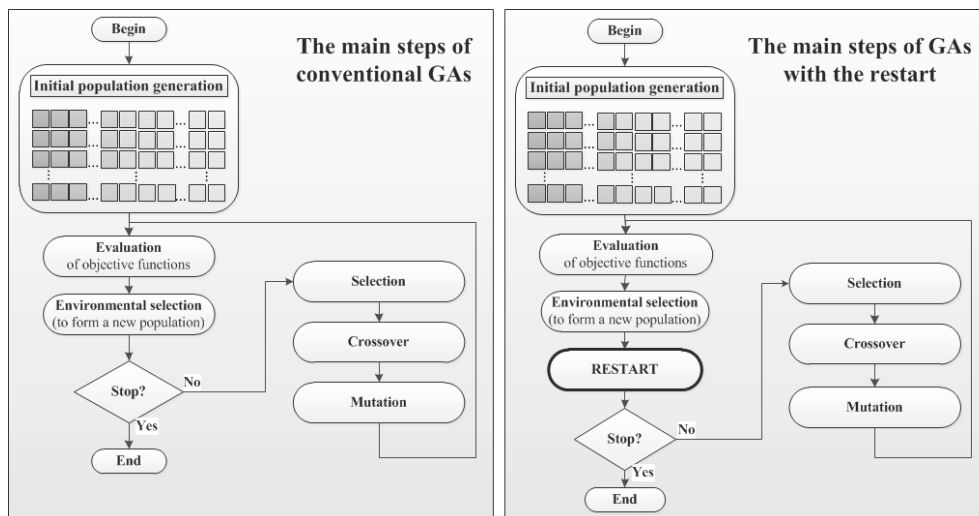 Begin
The main steps of
conventional GAs
Initial population generation
Evaluation
of objective functions
Environmental selection
(to form a new population)
Stop?
No
Yes
End
Selection
Crossover
Mutation
Begin
The main steps of GAs
with the restart
Initial population generation
Evaluation
of objective functions
Environmental selection
(to form a new population)
RESTART
Stop?
No
Yes
End
Selection
Crossover
Mutation